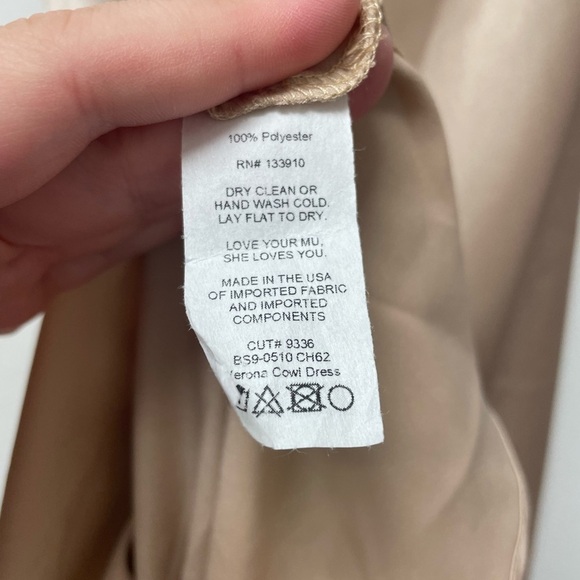 100% Polyester
RN# 133910
DRY CLEAN OR
HAND WASH COLD.
LAY FLAT TO DRY.
LOVE YOUR MU,
SHE LOVES YOU.
MADE IN THE USA
OF IMPORTED FABRIC
AND IMPORTED
COMPONENTS
CUT# 9336
BS9-0510 CH62
erona Cowl Dress